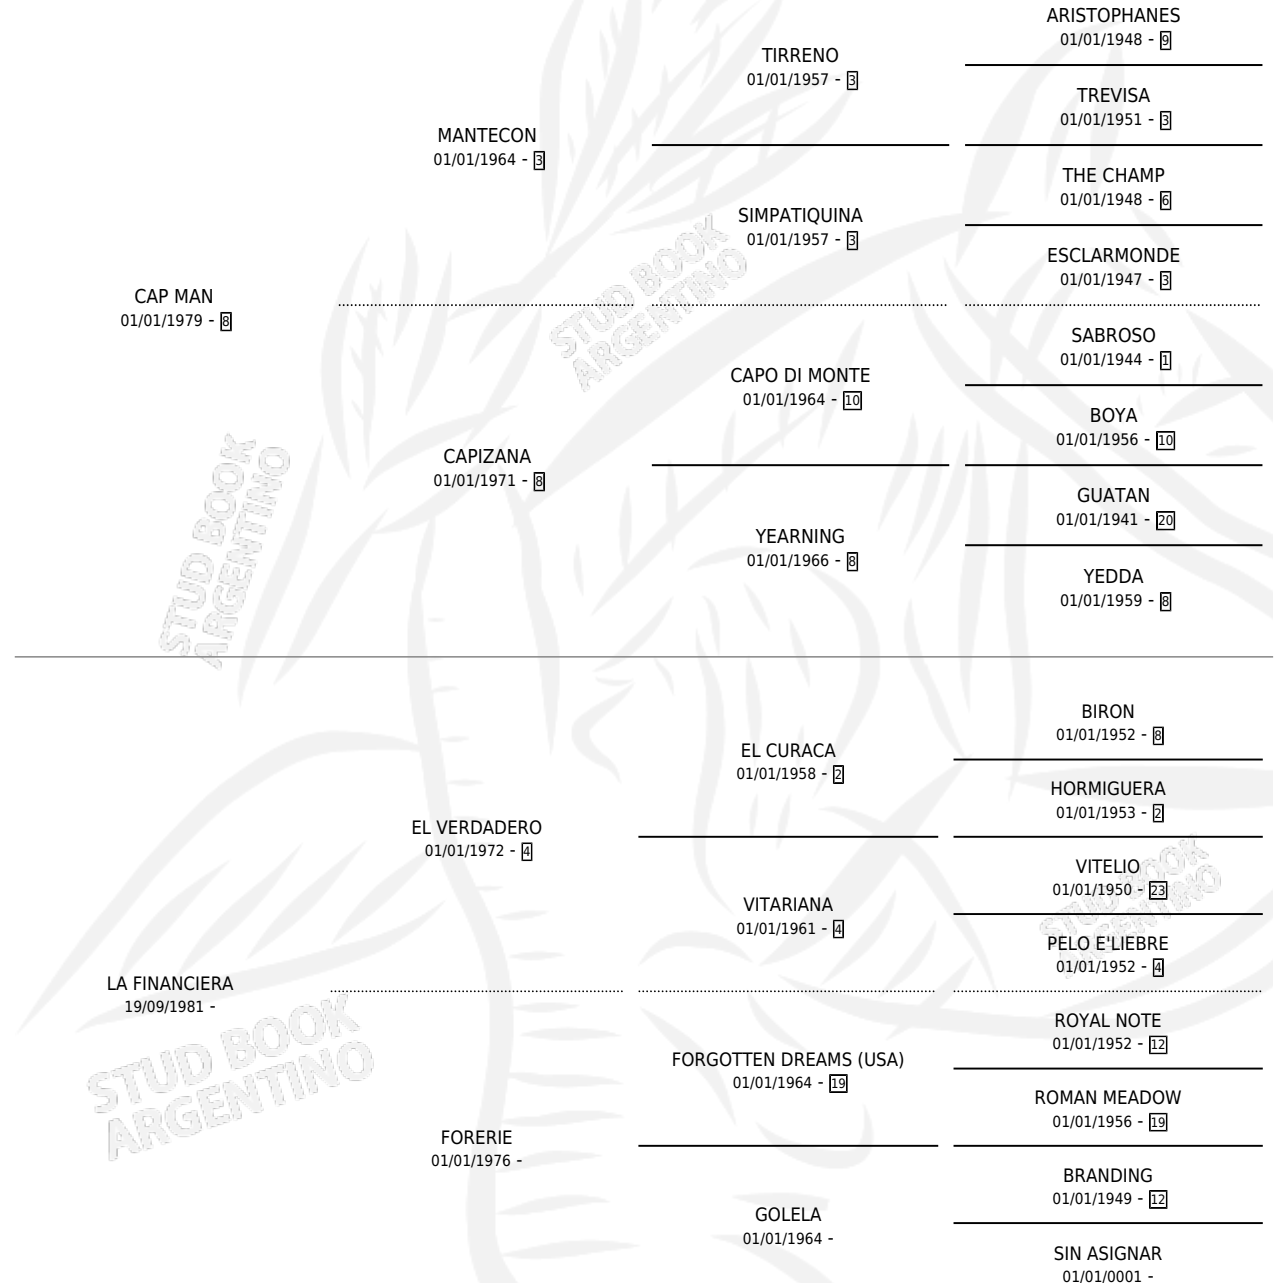 ARISTOPHANES
01/01/1948 - 9
TIRRENO
01/01/1957 - 3
TREVISA
01/01/1951 - 3
MANTECON
01/01/1964 - 3
THE CHAMP
01/01/1948 - 6
SIMPATIQUINA
01/01/1957 - 3
ESCLARMONDE
01/01/1947 - 3
CAP MAN
01/01/1979 - 8
SABROSO
01/01/1944 - 1
CAPO DI MONTE
01/01/1964 - 10
BOYA
01/01/1956 - 10
CAPIZANA
01/01/1971 - 8
GUATAN
01/01/1941 - 20
YEARNING
01/01/1966 - 8
YEDDA
01/01/1959 - 8
BIRON
01/01/1952 - 8
EL CURACA
01/01/1958 - 2
HORMIGUERA
01/01/1953 - 2
EL VERDADERO
01/01/1972 - 4
VITELIO
01/01/1950 - 23
VITARIANA
01/01/1961 - 4
PELO E'LIEBRE
01/01/1952 - 4
LA FINANCIERA
19/09/1981 -
ROYAL NOTE
01/01/1952 - 12
FORGOTTEN DREAMS (USA)
01/01/1964 - 19
ROMAN MEADOW
01/01/1956 - 19
FORERIE
01/01/1976 -
BRANDING
01/01/1949 - 12
GOLELA
01/01/1964 -
SIN ASIGNAR
01/01/0001 -
STUD BOOK
ARGENTINO
STUD BOOK
ARGENTINO
STUD BOOK
ARGENTINO
STUD BOOK
ARGENTINO